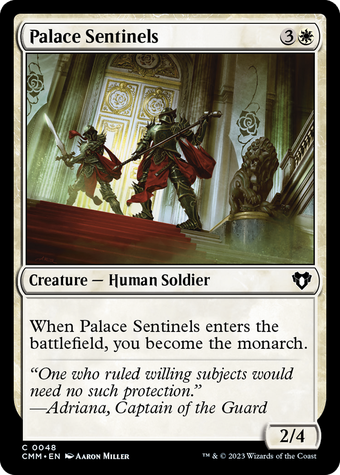 Palace Sentinels 3
Creature — Human Soldier
When Palace Sentinels enters the
battlefield, you become the monarch.
"One who ruled willing subjects would
need no such protection."
—Adriana, Captain of the Guard
2/4
C 0048
CMM • EN Aaron Miller
™ & © 2023 Wizards of the Coast